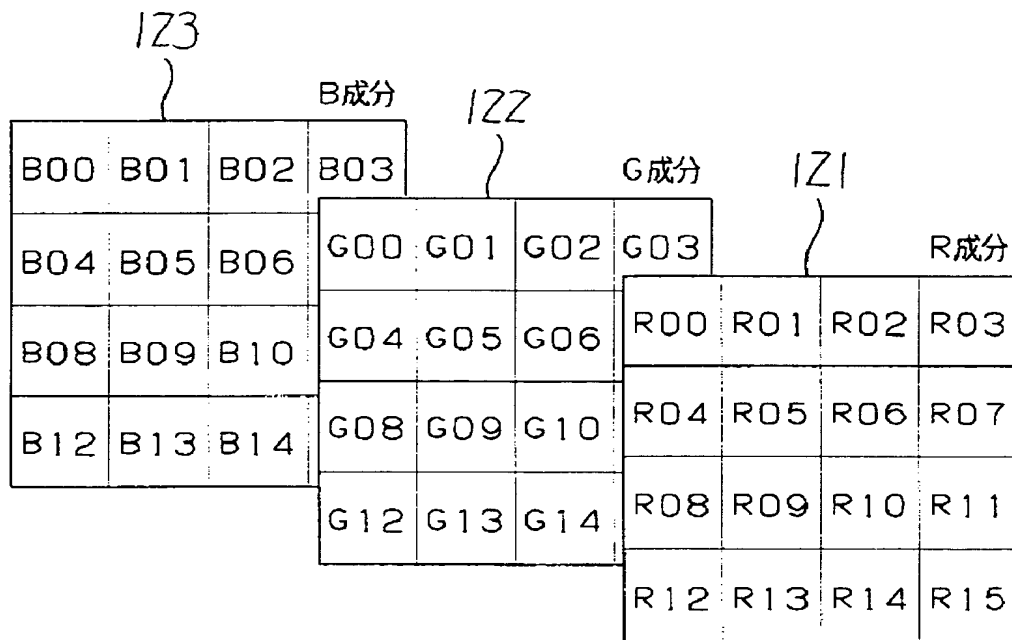 123
B成分
B00 B01 B02 B03
B04 B05 B06
B08 B09 B10
B12 B13 B14
122
G成分
G00 G01 G02 G03
G04 G05 G06
G08 G09 G10
G12 G13 G14
121
R成分
R00 R01 R02 R03
R04 R05 R06 R07
R08 R09 R10 R11
R12 R13 R14 R15